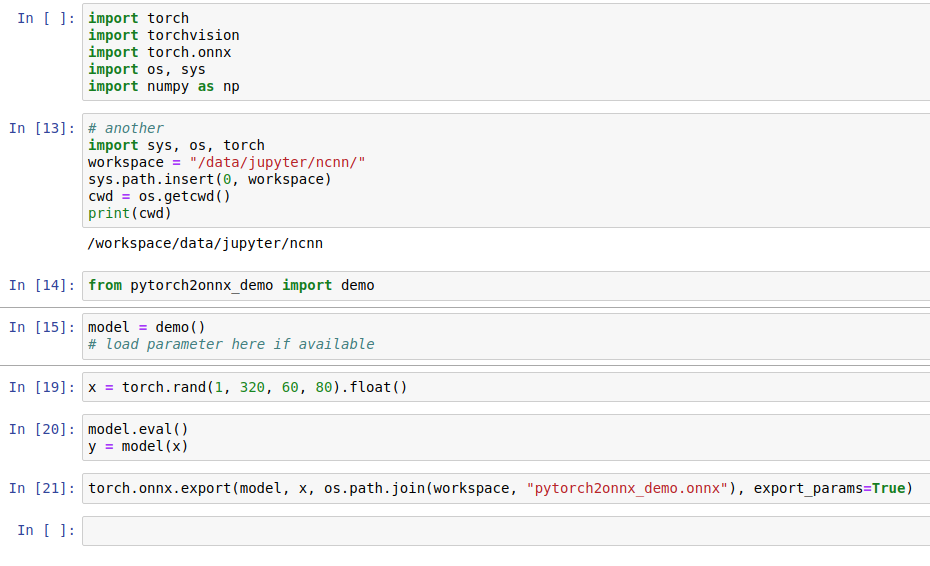 In [ ]:
import torch
import torchvision
import torch.onnx
import os, sys
import numpy as np
In [13]:
# another
import sys, os, torch
workspace = "/data/jupyter/ncnn/"
sys.path.insert(0, workspace)
cwd = os.getcwd()
print(cwd)
/workspace/data/jupyter/ncnn
In [14]:
from pytorch2onnx_demo import demo
In [15]:
model = demo()
# load parameter here if available
In [19]:
x = torch.rand(1, 320, 60, 80).float()
In [20]:
model.eval()
y = model(x)
In [21]:
torch.onnx.export(model, x, os.path.join(workspace, "pytorch2onnx_demo.onnx"), export_params=True)
In [ ]: